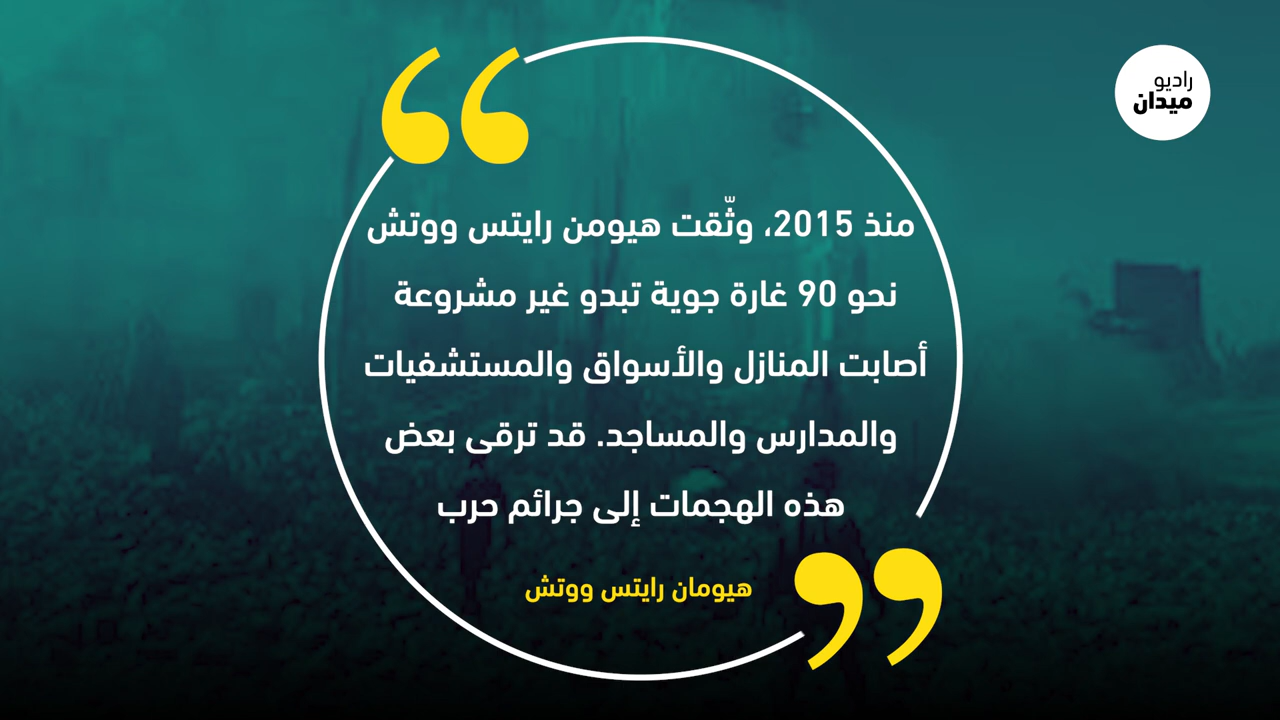 راديو
ميدان
منذ 2015، وثّقت هيومن رايتس ووتش
نحو 90 غارة جوية تبدو غير مشروعة
أصابت المنازل والأسواق والمستشفيات
والمدارس والمساجد. قد ترقى بعض
هذه الهجمات إلى جرائم حرب
هيومان رايتس ووتش